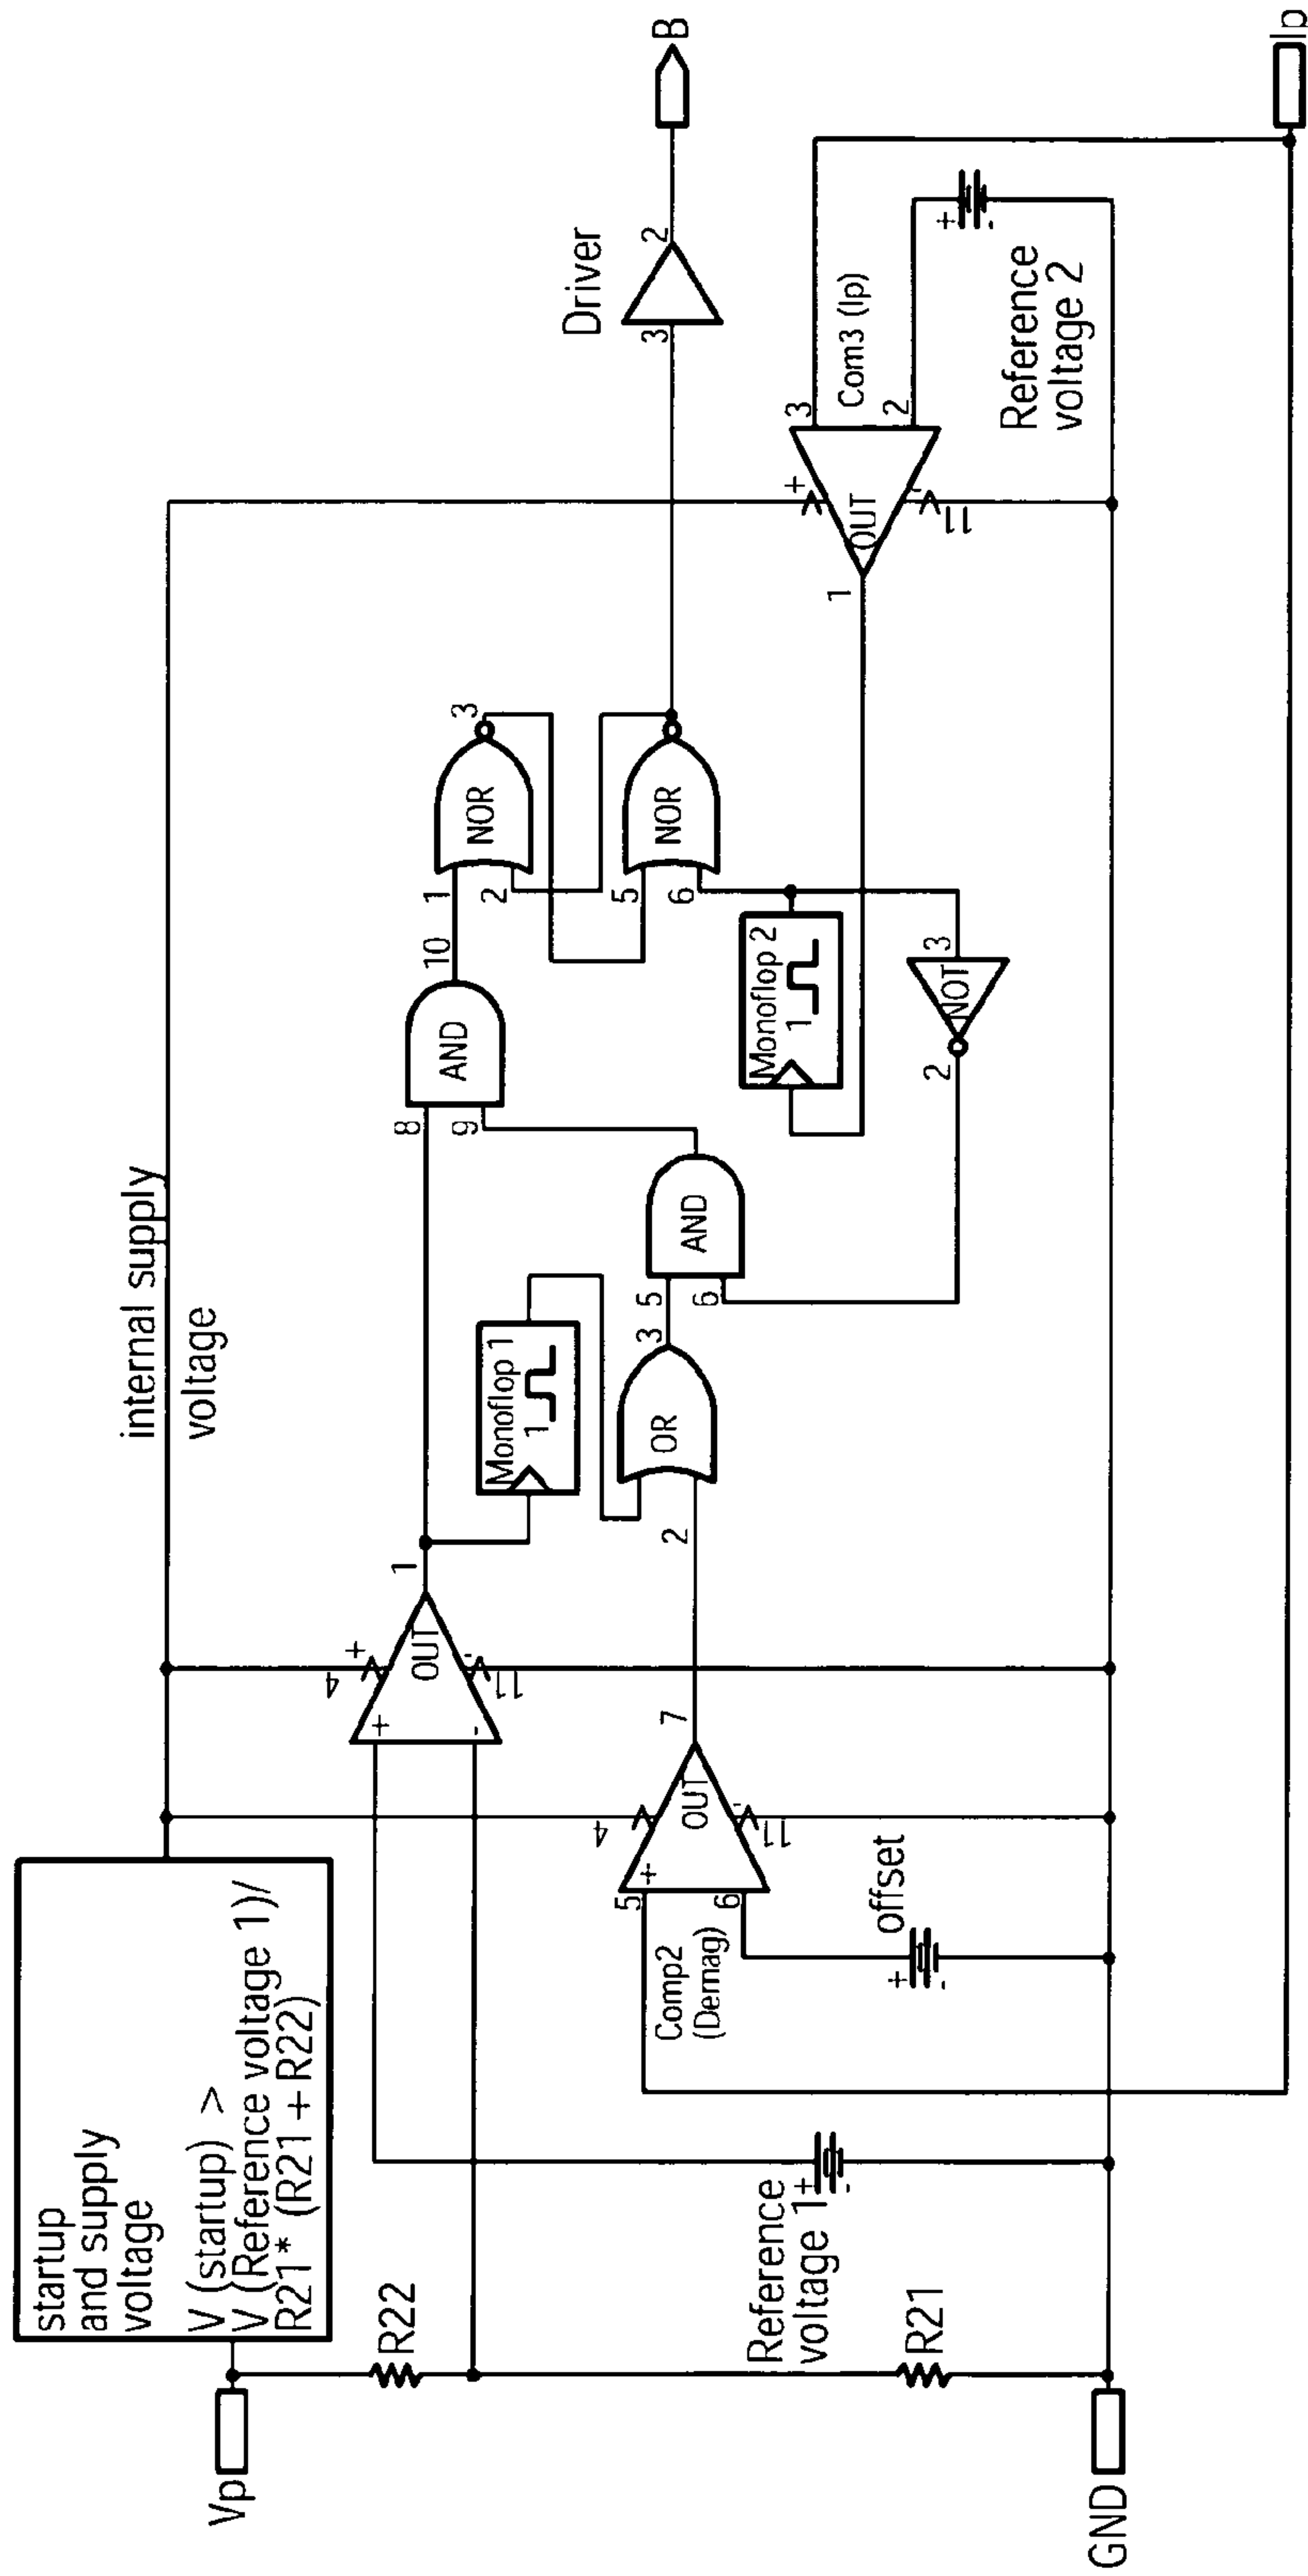 startup
and supply
voltage
V (startup) >
V (Reference voltage 1)/
R21* (R21 + R22)
internal supply
voltage
Vp
R22
R21
GND
Reference
voltage 1
+
-
4
+
+
-
OUT
-
11
1
Comp2
(Demag)
5
6
+
4
OUT
-
11
7
offset
+
-
Monoflop 1
1
2
OR
3
5
6
AND
8
9
AND
10
1
2
NOR
3
5
6
NOR
Monoflop 2
1
3
NOT
2
Driver
3
2
B
Com3 (Ip)
3
2
+
OUT
-
11
1
Reference
voltage 2
+
-
Ip